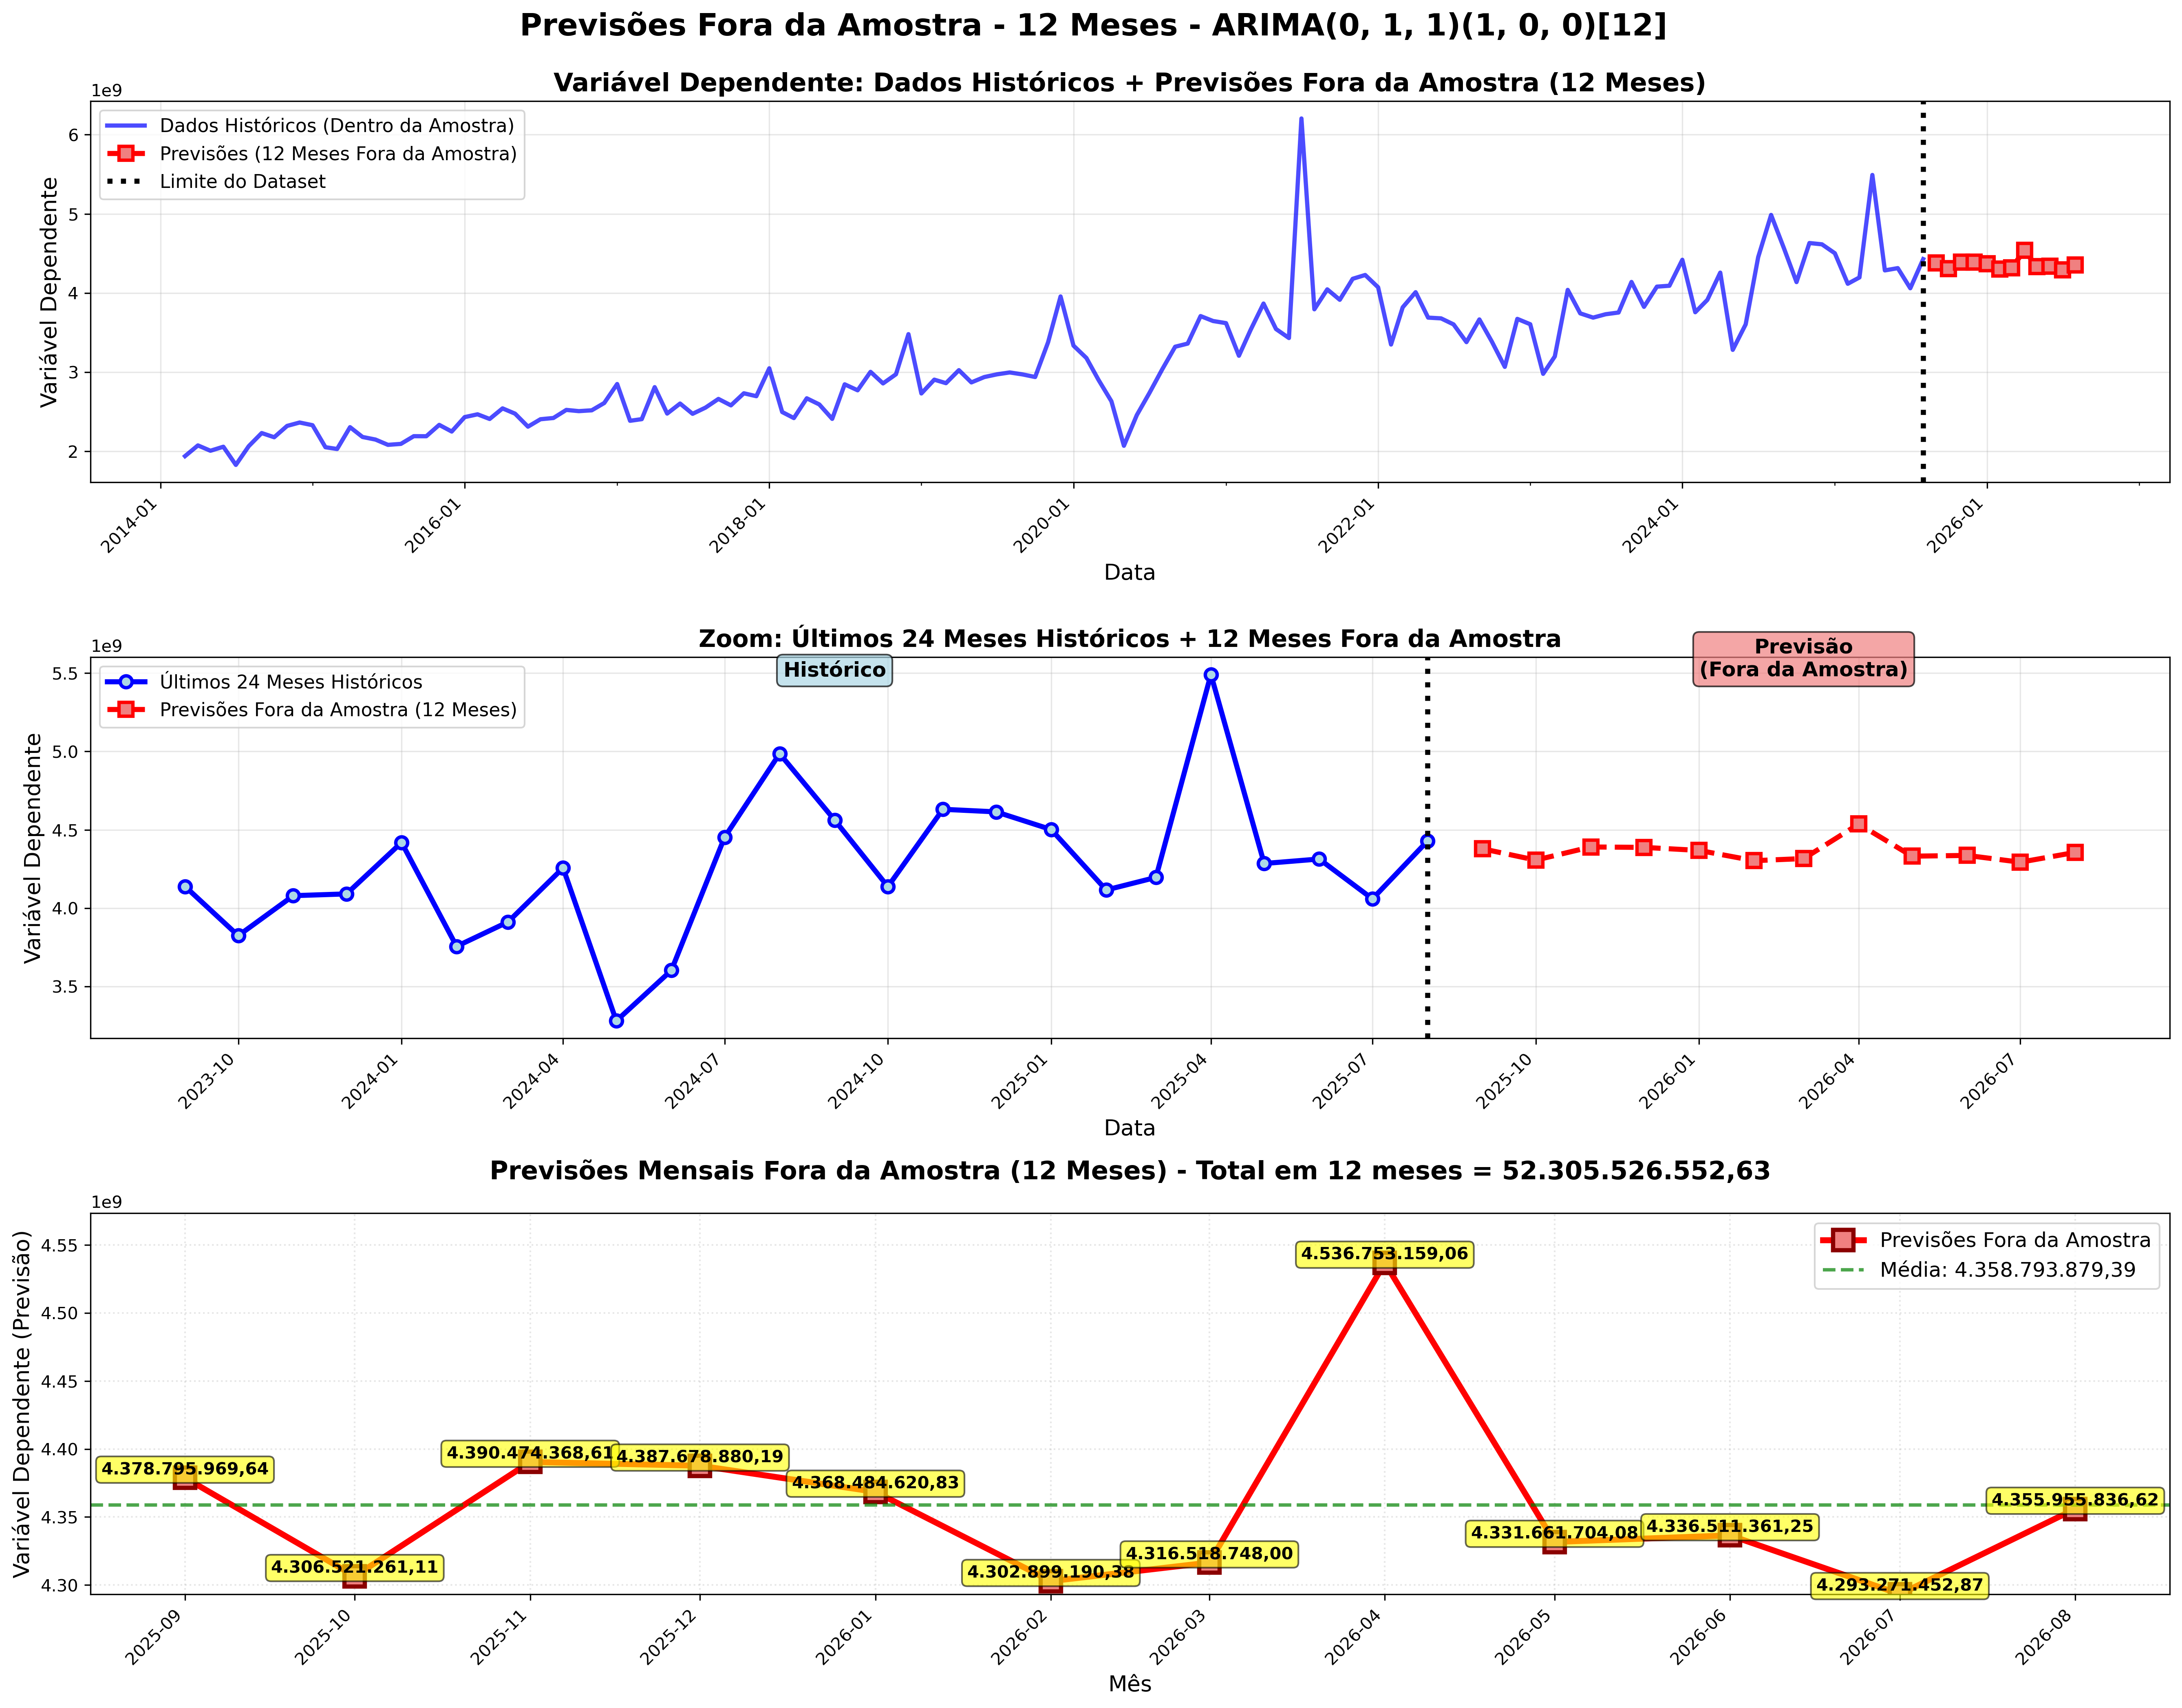 Previsões Fora da Amostra - 12 Meses - ARIMA(0, 1, 1)(1, 0, 0)[12]
Variável Dependente: Dados Históricos + Previsões Fora da Amostra (12 Meses)
1e9
Dados Históricos (Dentro da Amostra)
Previsões (12 Meses Fora da Amostra)
Limite do Dataset
Variável Dependente
6
5
4
3
2
2014-01
2016-01
2018-01
2020-01
2022-01
2024-01
2026-01
Data
Zoom: Últimos 24 Meses Históricos + 12 Meses Fora da Amostra
1e9
Últimos 24 Meses Históricos
Previsões Fora da Amostra (12 Meses)
Histórico
Previsão
(Fora da Amostra)
Variável Dependente
5.5
5.0
4.5
4.0
3.5
2023-10
2024-01
2024-04
2024-07
2024-10
2025-01
2025-04
2025-07
2025-10
2026-01
2026-04
2026-07
Data
Previsões Mensais Fora da Amostra (12 Meses) - Total em 12 meses = 52.305.526.552,63
1e9
Previsões Fora da Amostra
Média: 4.358.793.879,39
Variável Dependente (Previsão)
4.55
4.50
4.45
4.40
4.35
4.30
4.378.795.969,64
4.306.521.261,11
4.390.474.368,61
4.387.678.880,19
4.368.484.620,83
4.302.899.190,38
4.316.518.748,00
4.536.753.159,06
4.331.661.704,08
4.336.511.361,25
4.293.271.452,87
4.355.955.836,62
2025-09
2025-10
2025-11
2025-12
2026-01
2026-02
2026-03
2026-04
2026-05
2026-06
2026-07
2026-08
Mês